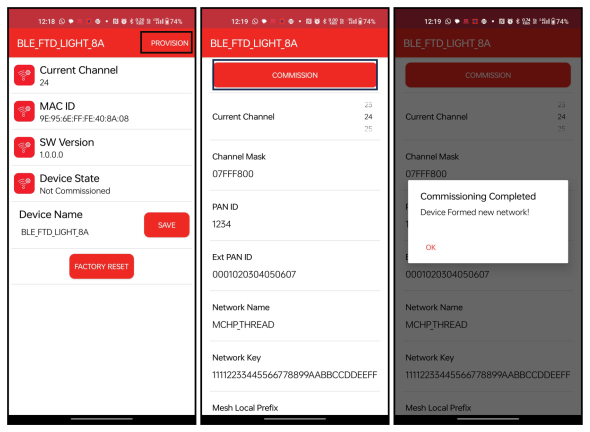 12:18
74%
BLE_FTD_LIGHT_8A
PROVISION
Current Channel
24
MAC ID
9E:95:6E:FF:FE:40:8A:08
SW Version
1.0.0.0
Device State
Not Commissioned
Device Name
BLE_FTD_LIGHT_8A
SAVE
FACTORY RESET
12:19
74%
BLE_FTD_LIGHT_8A
COMMISSION
23
Current Channel
24
25
Channel Mask
07FFF800
PAN ID
1234
Ext PAN ID
0001020304050607
Network Name
MCHP_THREAD
Network Key
11112233445566778899AABBCCDDEEFF
Mesh Local Prefix
12:19
74%
BLE_FTD_LIGHT_8A
COMMISSION
23
Current Channel
24
25
Channel Mask
07FFF800
Commissioning Completed
Device Formed new network!
OK
0001020304050607
Network Name
MCHP_THREAD
Network Key
11112233445566778899AABBCCDDEEFF
Mesh Local Prefix